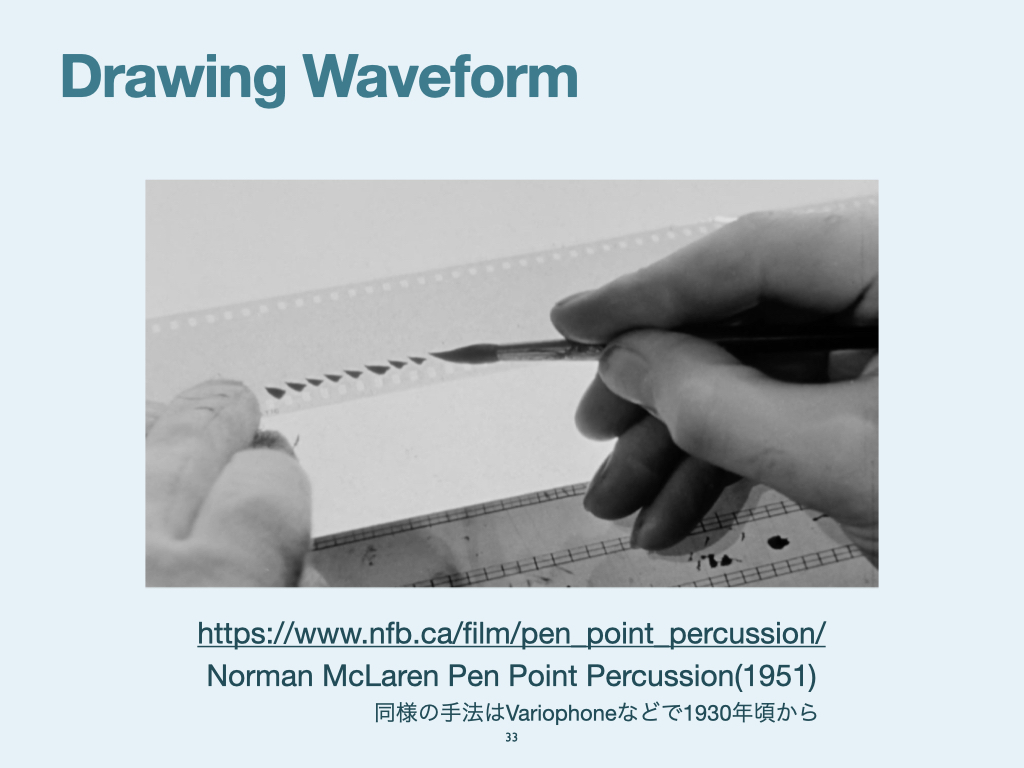 Drawing Waveform
https://www.nfb.ca/film/pen_point_percussion/
Norman McLaren Pen Point Percussion(1951)
同様の手法はVariophoneなどで1930年頃から
33